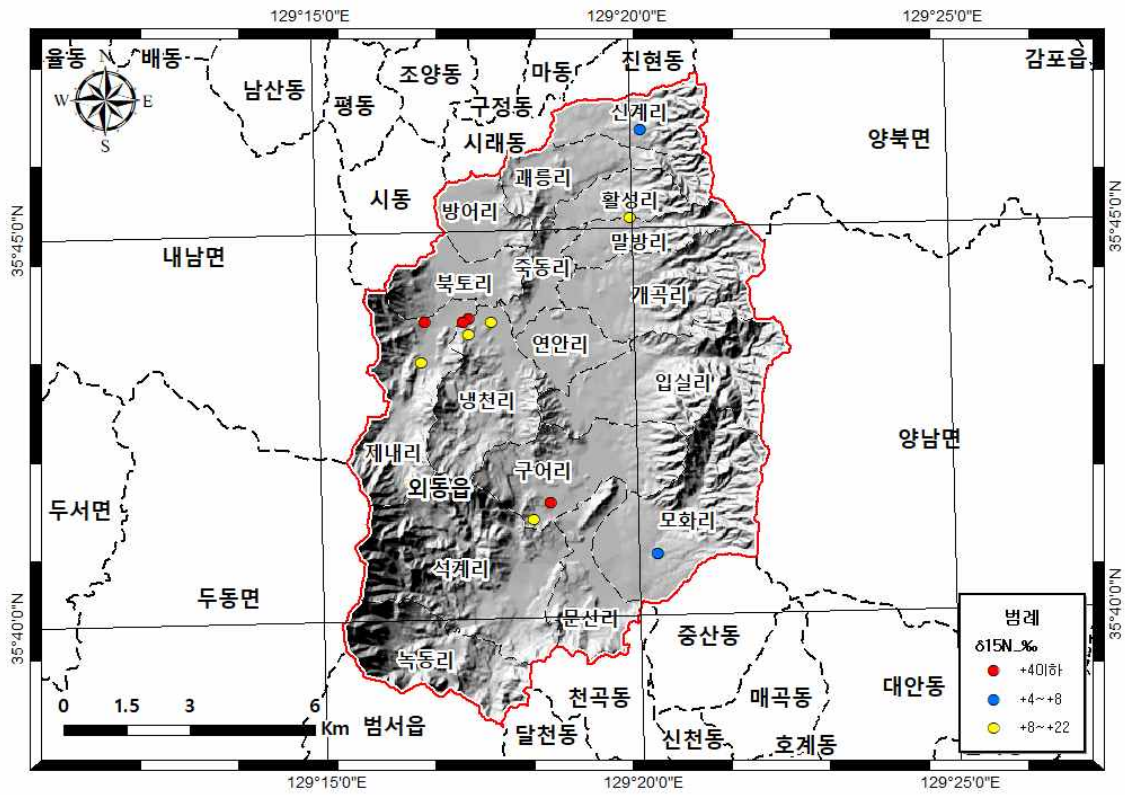 129°15'0"E
129°20'0"E
129°25'0"E
율동
배동
남산동
평동
조양동
구정동
마동
진현동
감포읍
N
W
E
S
신계리
시래동
양북면
괘릉리
시동
방어리
활성리
말방리
35°45'0"N
35°45'0"N
내남면
북토리
죽동리
개곡리
연안리
입실리
냉천리
제내리
구어리
양남면
외동읍
두서면
모화리
석계리
두동면
문산리
중산동
35°40'0"N
35°40'0"N
녹동리
천곡동
매곡동
대안동
범서읍
달천동
신천동
호계동
범례
δ15N_‰
+4이하
+4~+8
+8~+22
0
1.5
3
6
Km
129°15'0"E
129°20'0"E
129°25'0"E